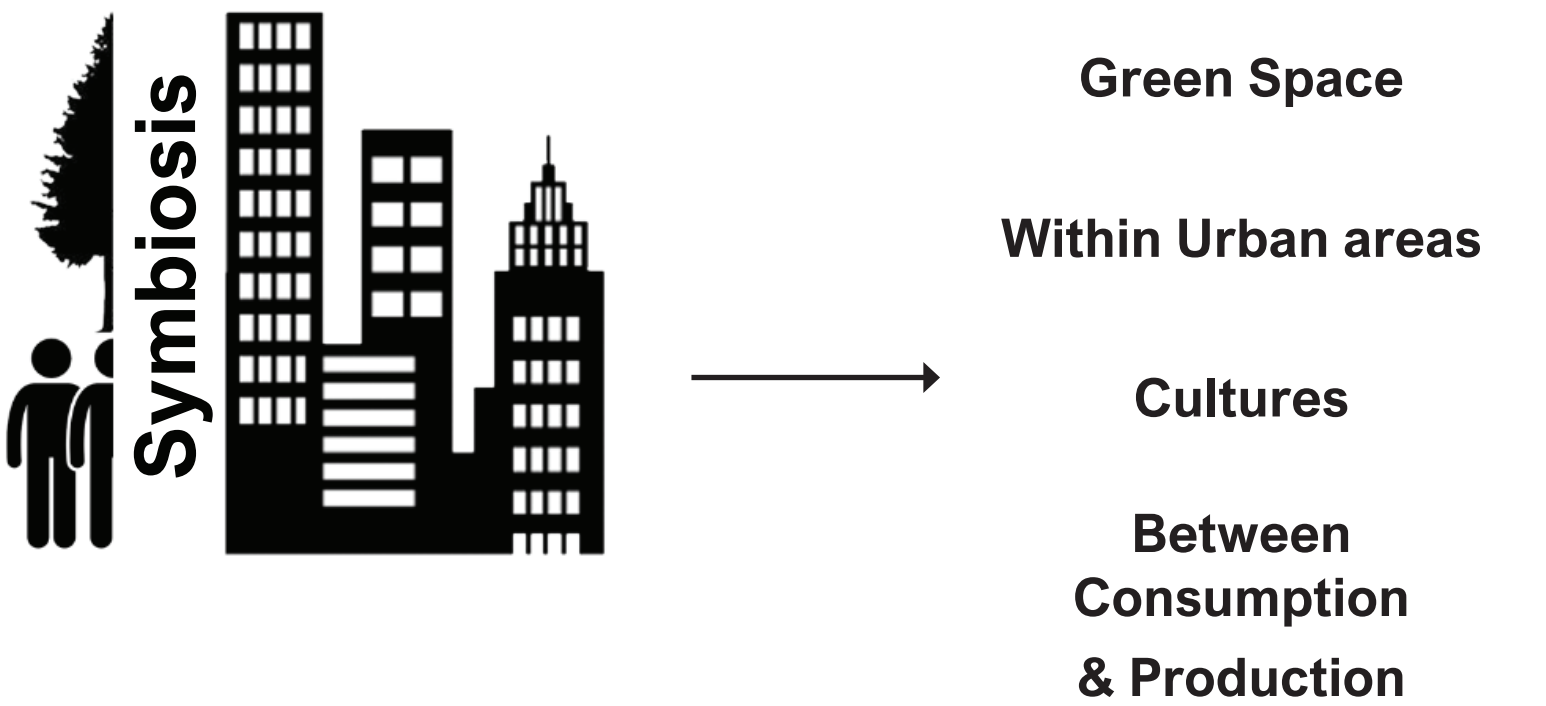 Symbiosis
Green Space
Within Urban areas
Cultures
Between
Consumption
& Production